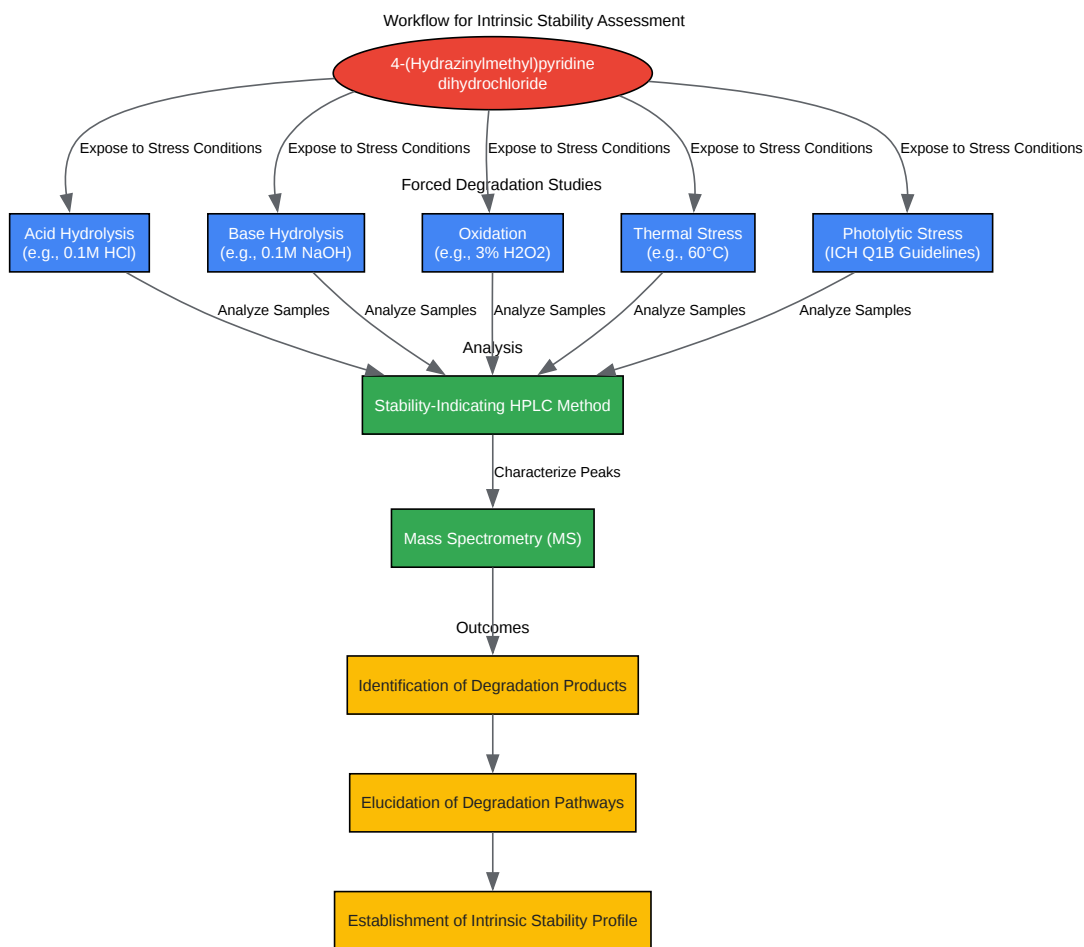 Workflow for Intrinsic Stability Assessment
4-(Hydrazinylmethyl)pyridine
dihydrochloride
Expose to Stress Conditions
Expose to Stress Conditions
Expose to Stress Conditions
Expose to Stress Conditions
Expose to Stress Conditions
Forced Degradation Studies
Acid Hydrolysis
(e.g., 0.1M HCl)
Base Hydrolysis
(e.g., 0.1M NaOH)
Oxidation
(e.g., 3% H2O2)
Thermal Stress
(e.g., 60°C)
Photolytic Stress
(ICH Q1B Guidelines)
Analyze Samples
Analyze Samples
Analyze Samples
Analyze Samples
Analyze Samples
Analysis
Stability-Indicating HPLC Method
Characterize Peaks
Mass Spectrometry (MS)
Outcomes
Identification of Degradation Products
Elucidation of Degradation Pathways
Establishment of Intrinsic Stability Profile